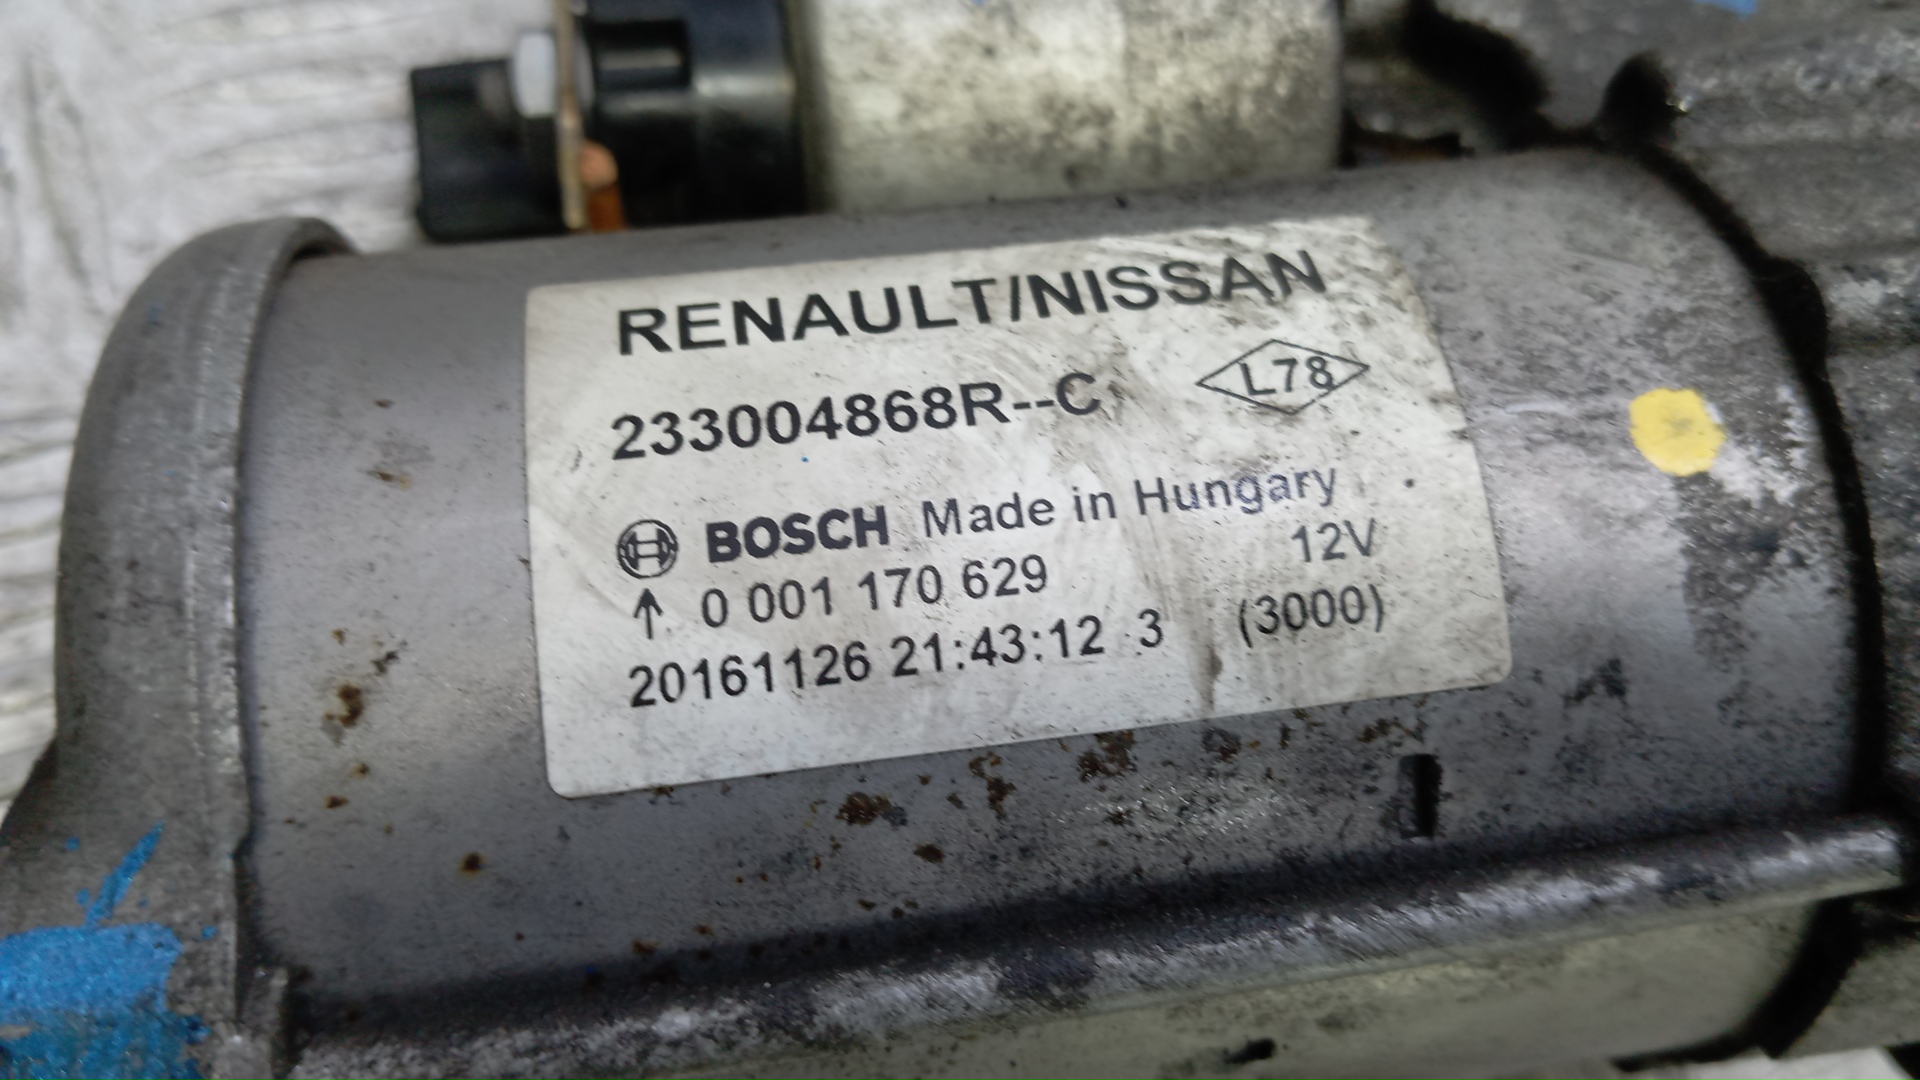 RENAULT/NISSAN
233004868R--C L78
BOSCH Made in Hungary
0 001 170 629 12V
20161126 21:43:12 3 (3000)